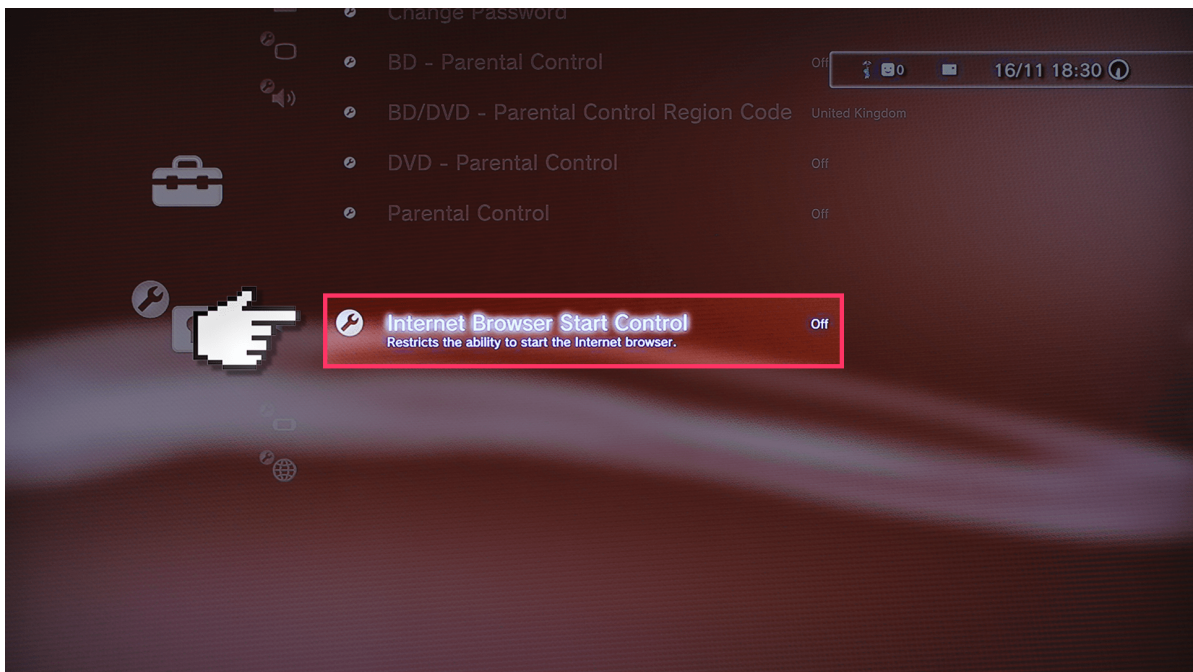 Change Password
BD - Parental Control Off
0 16/11 18:30
BD/DVD - Parental Control Region Code United Kingdom
DVD - Parental Control Off
Parental Control Off
Internet Browser Start Control Off
Restricts the ability to start the Internet browser.